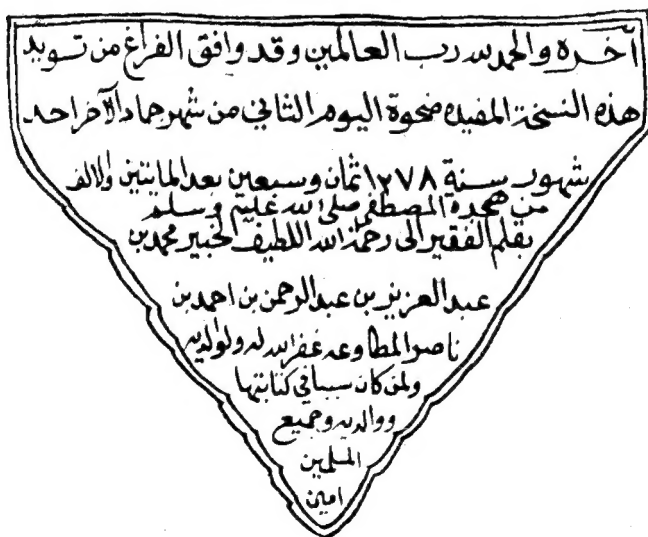 آخره والحمد لله رب العالمين وقد وافق الفراغ من تسويد
هذه النسخة المفيده ضحوة اليوم الثاني من شهر جماد الآخر احد
شهور سنة ١٢٧٨ ثمان وسبعين بعد المائتين والالف
من هجرة المصطفى صلى الله عليه وسلم
بقلم الفقير الى رحمة الله اللطيف الخبير محمد بن
عبد العزيز بن عبد الرحمن بن احمد بن
ناصر المطاوعه غفر الله له ولوالديه
ولمن كان سببا في كتابتها
ووالديه وجميع
المسلمين
امين